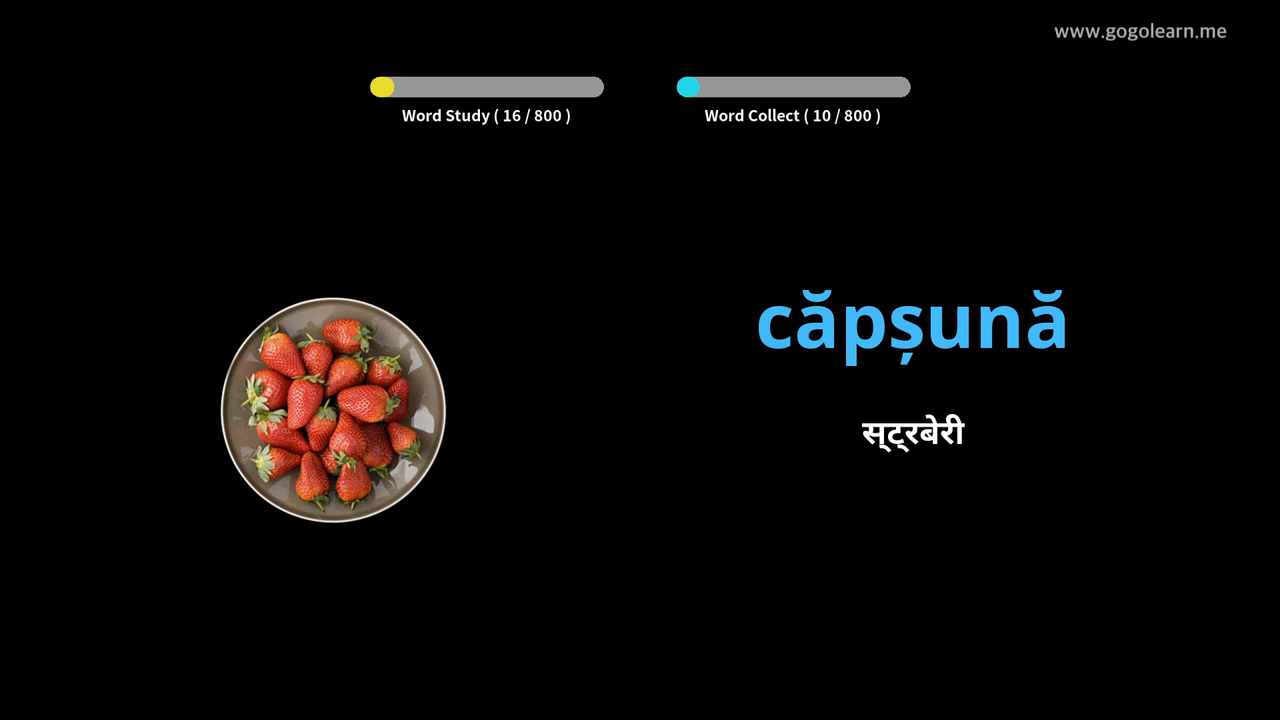 www.gogolearn.me
Word Study ( 16 / 800 )
Word Collect ( 10 / 800 )
căpșună
स्ट्रबेरी